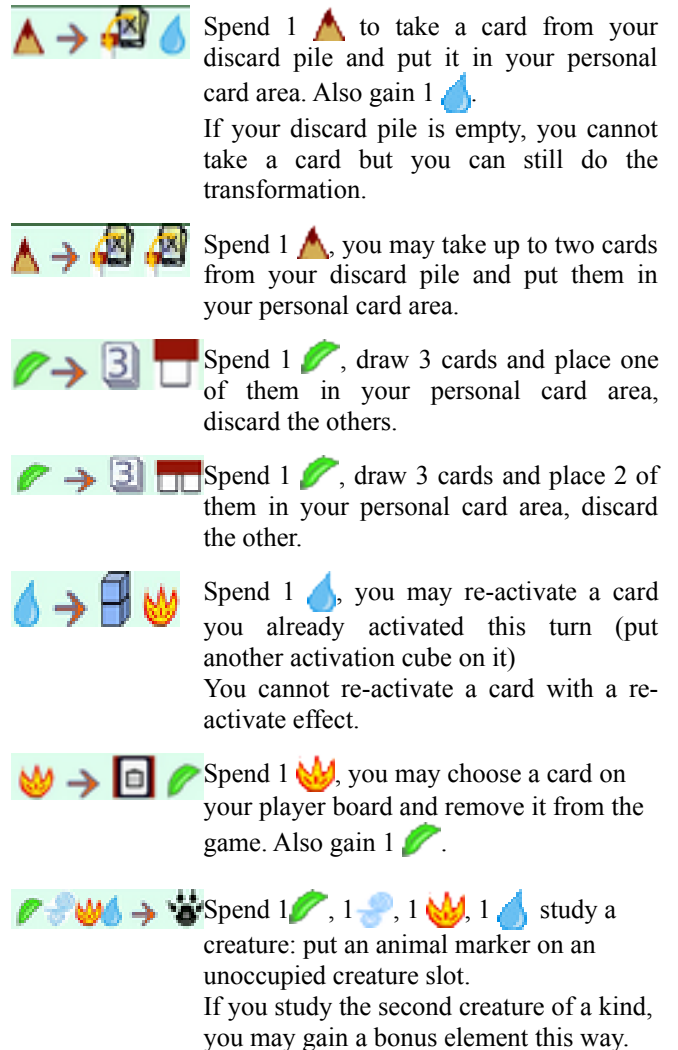 Spend 1 to take a card from your
discard pile and put it in your personal
card area. Also gain 1 .
If your discard pile is empty, you cannot
take a card but you can still do the
transformation.
Spend 1 , you may take up to two cards
from your discard pile and put them in
your personal card area.
3 Spend 1 , draw 3 cards and place one
of them in your personal card area,
discard the others.
3 Spend 1 , draw 3 cards and place 2 of
them in your personal card area, discard
the other.
Spend 1 , you may re-activate a card
you already activated this turn (put
another activation cube on it)
You cannot re-activate a card with a re-
activate effect.
Spend 1 , you may choose a card on
your player board and remove it from the
game. Also gain 1 .
Spend 1 , 1 , 1 , 1 study a
creature: put an animal marker on an
unoccupied creature slot.
If you study the second creature of a kind,
you may gain a bonus element this way.